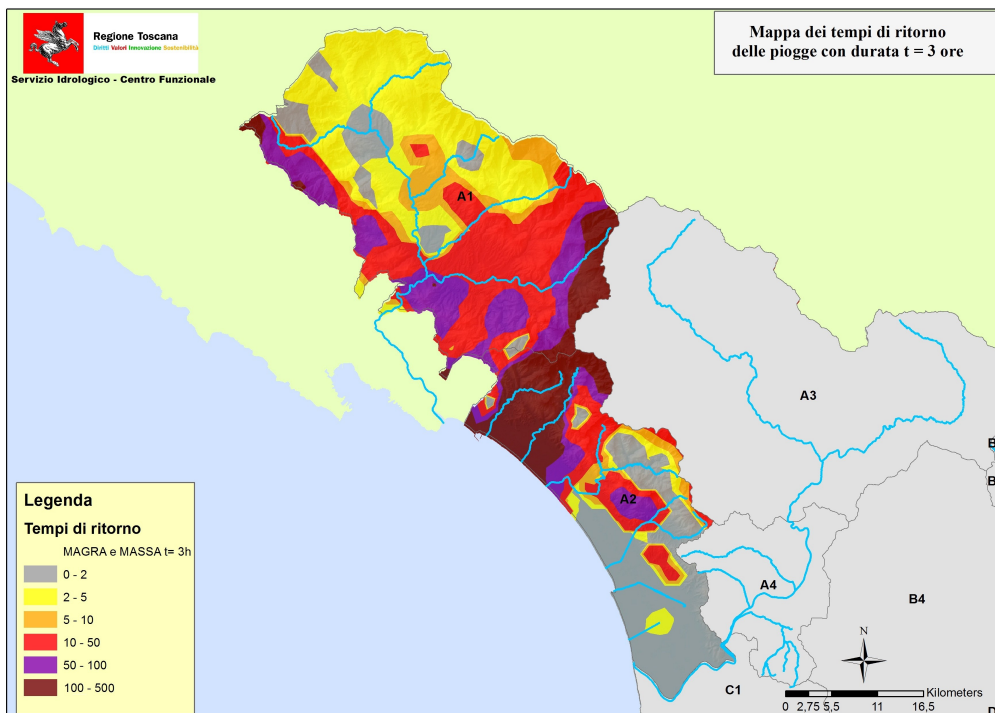 Regione Toscana
Diritti Valori Innovazione Sostenibilità
Servizio Idrologico - Centro Funzionale
Mappa dei tempi di ritorno
delle piogge con durata t = 3 ore
A1
A3
A2
A4
B4
C1
B
B
D
Legenda
Tempi di ritorno
MAGRA e MASSA t= 3h
0 - 2
2 - 5
5 - 10
10 - 50
50 - 100
100 - 500
N
Kilometers
0 2,75 5,5 11 16,5